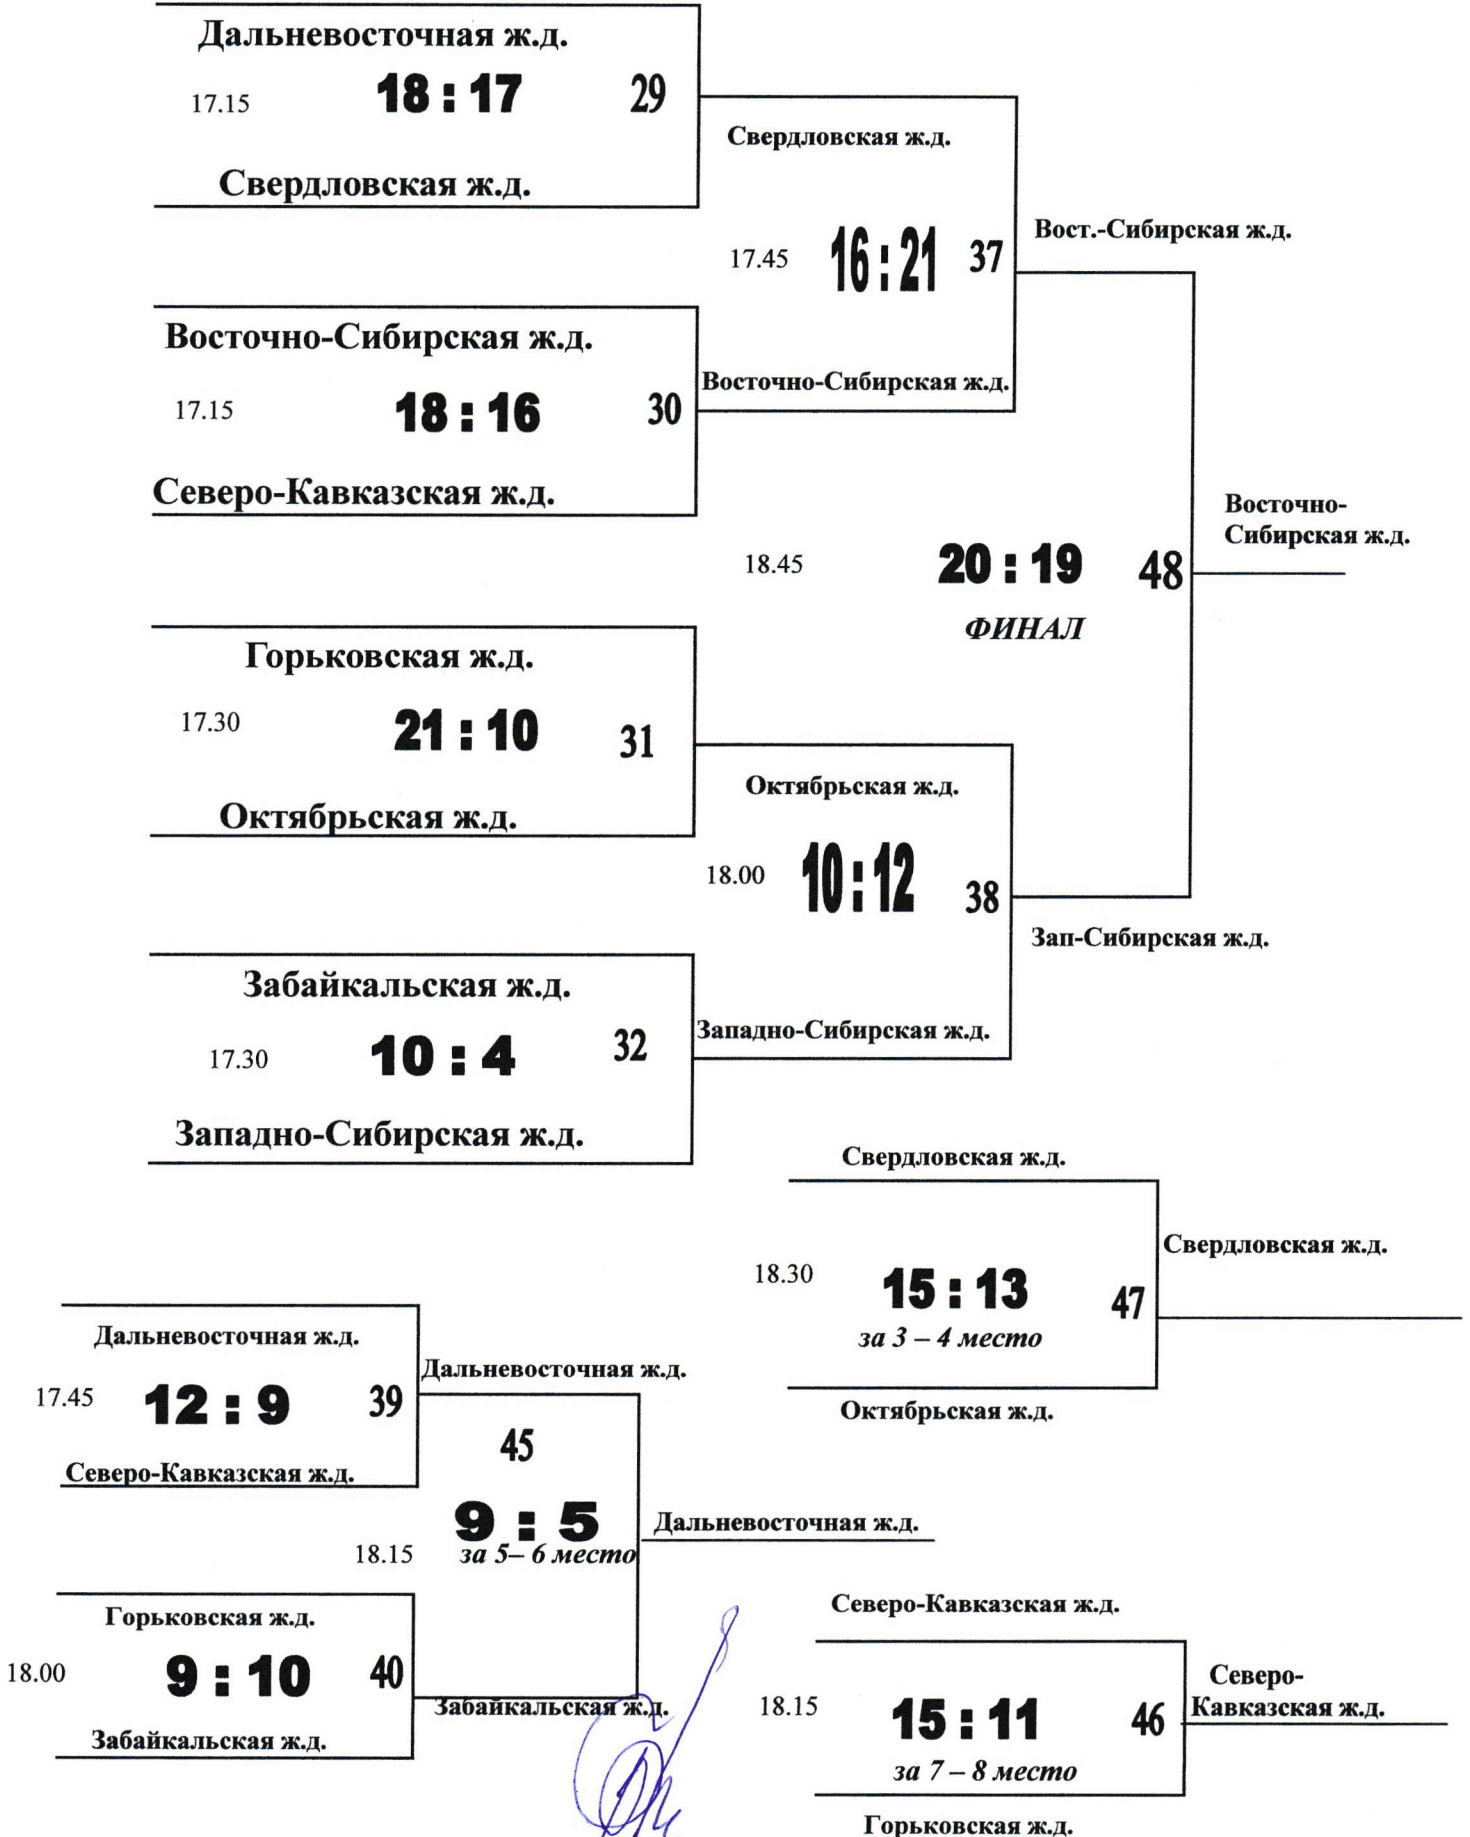 Дальневосточная ж.д.
17.15 18 : 17 29
Свердловская ж.д.
Свердловская ж.д.
17.45 16 : 21 37
Вост.-Сибирская ж.д.
Восточно-Сибирская ж.д.
Восточно-Сибирская ж.д.
17.15 18 : 16 30
Северо-Кавказская ж.д.
Восточно-
Сибирская ж.д.
18.45 20 : 19 48
ФИНАЛ
Горьковская ж.д.
17.30 21 : 10 31
Октябрьская ж.д.
Октябрьская ж.д.
18.00 10 : 12 38
Зап-Сибирская ж.д.
Западно-Сибирская ж.д.
Забайкальская ж.д.
17.30 10 : 4 32
Западно-Сибирская ж.д.
Свердловская ж.д.
18.30 15 : 13 47
за 3 – 4 место
Октябрьская ж.д.
Свердловская ж.д.
Дальневосточная ж.д.
17.45 12 : 9 39
Северо-Кавказская ж.д.
Дальневосточная ж.д.
45
9 : 5
18.15 за 5– 6 место
Дальневосточная ж.д.
Горьковская ж.д.
18.00 9 : 10 40
Забайкальская ж.д.
Забайкальская ж.д.
Северо-Кавказская ж.д.
18.15 15 : 11 46
за 7 – 8 место
Горьковская ж.д.
Северо-
Кавказская ж.д.